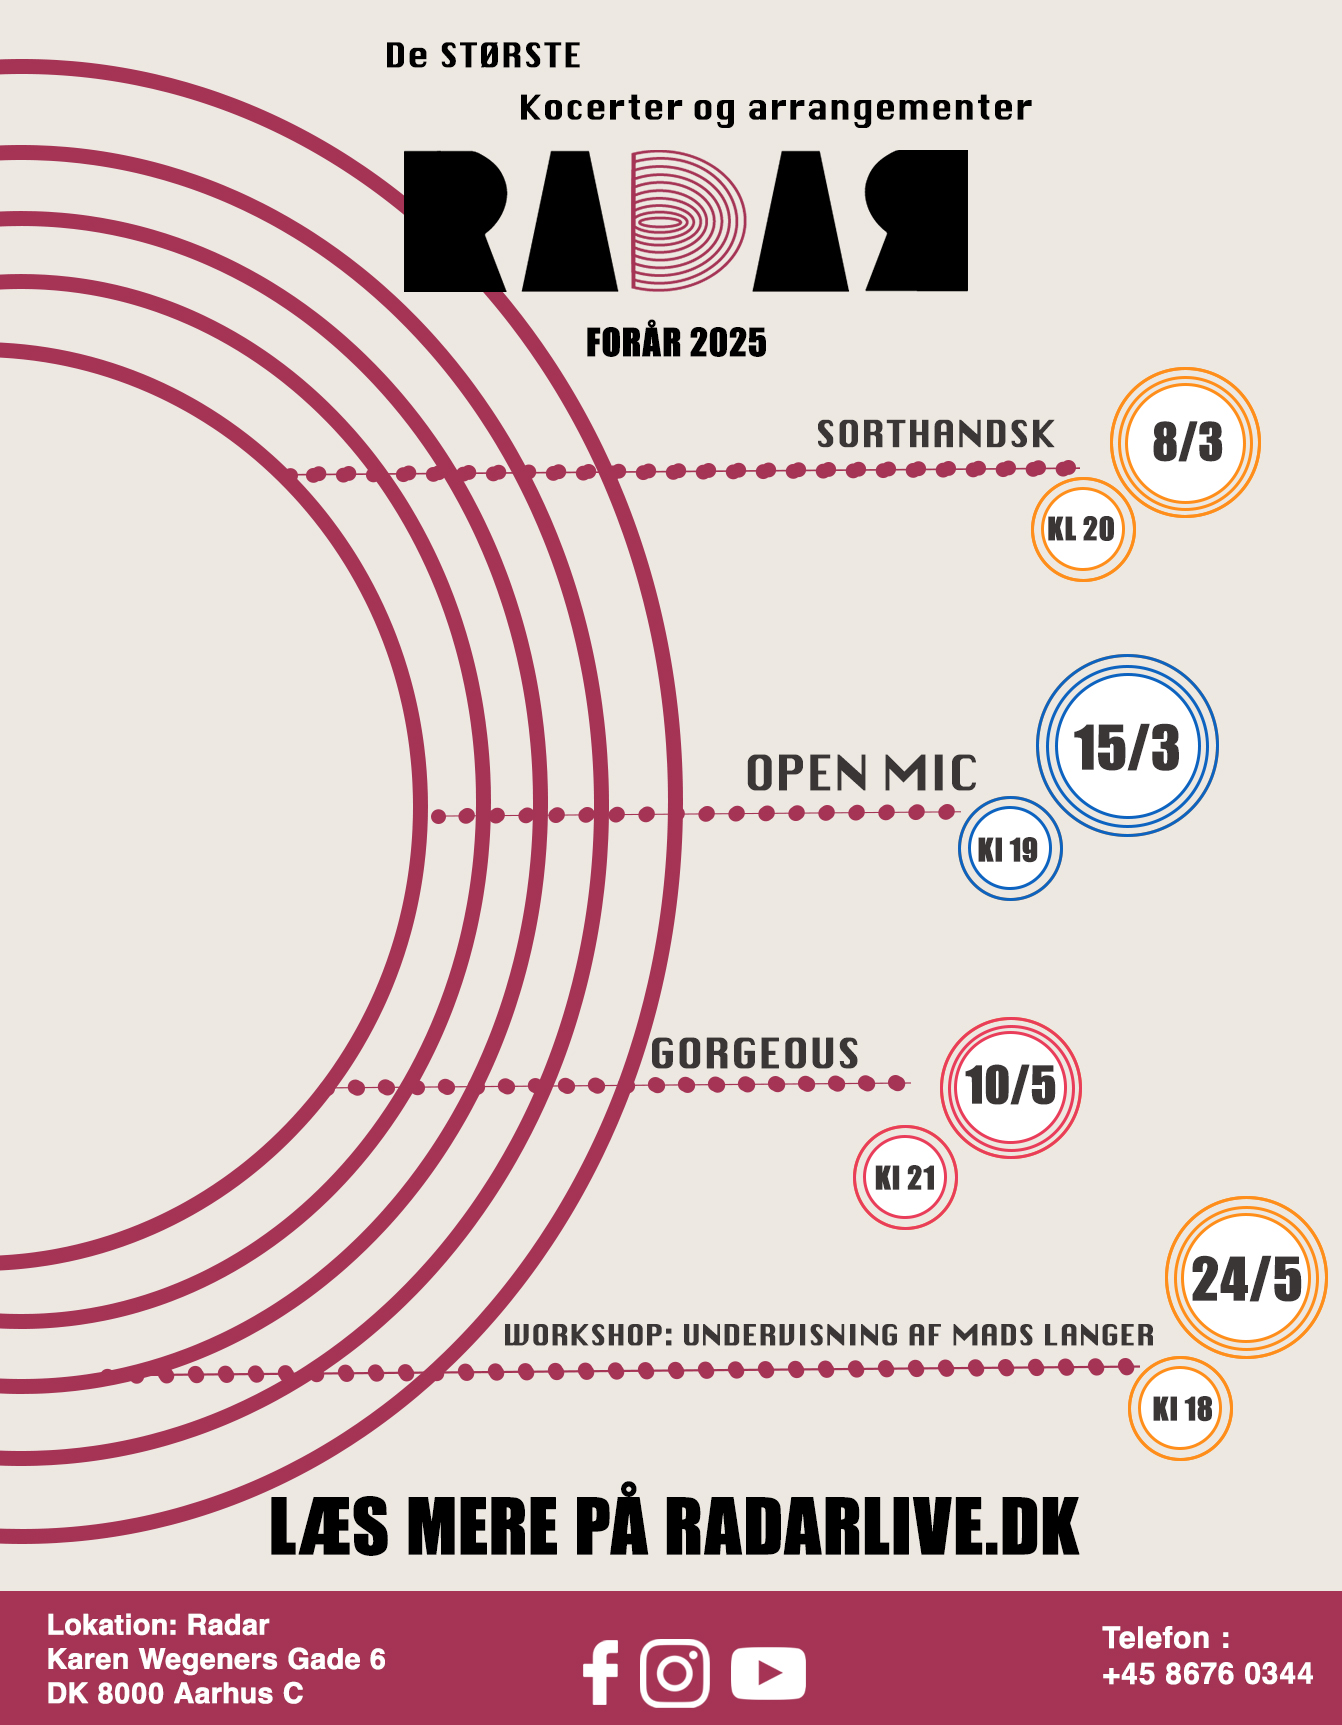 De STØRSTE
Kocerter og arrangementer
RADAR
FORÅR 2025
SORTHANDSK
8/3
KL 20
OPEN MIC
15/3
Kl 19
GORGEOUS
10/5
Kl 21
24/5
WORKSHOP: UNDERVISNING AF MADS LANGER
Kl 18
LÆS MERE PÅ RADARLIVE.DK
Lokation: Radar
Karen Wegeners Gade 6
DK 8000 Aarhus C
Telefon :
+45 8676 0344